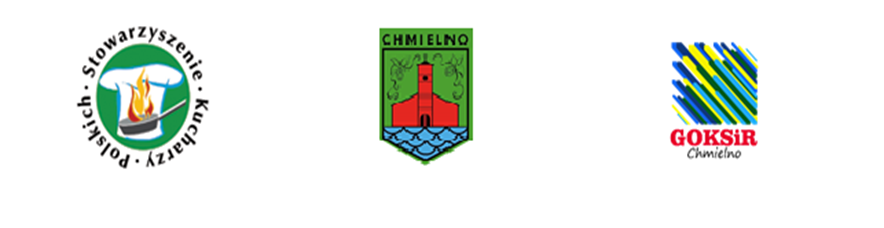 Stowarzyszenie · Kucharzy · Polskich ·
CHMIELNO
GOKSiR
Chmielno